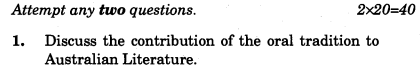 Attempt any two questions. 2×20=40
1. Discuss the contribution of the oral tradition to
Australian Literature.